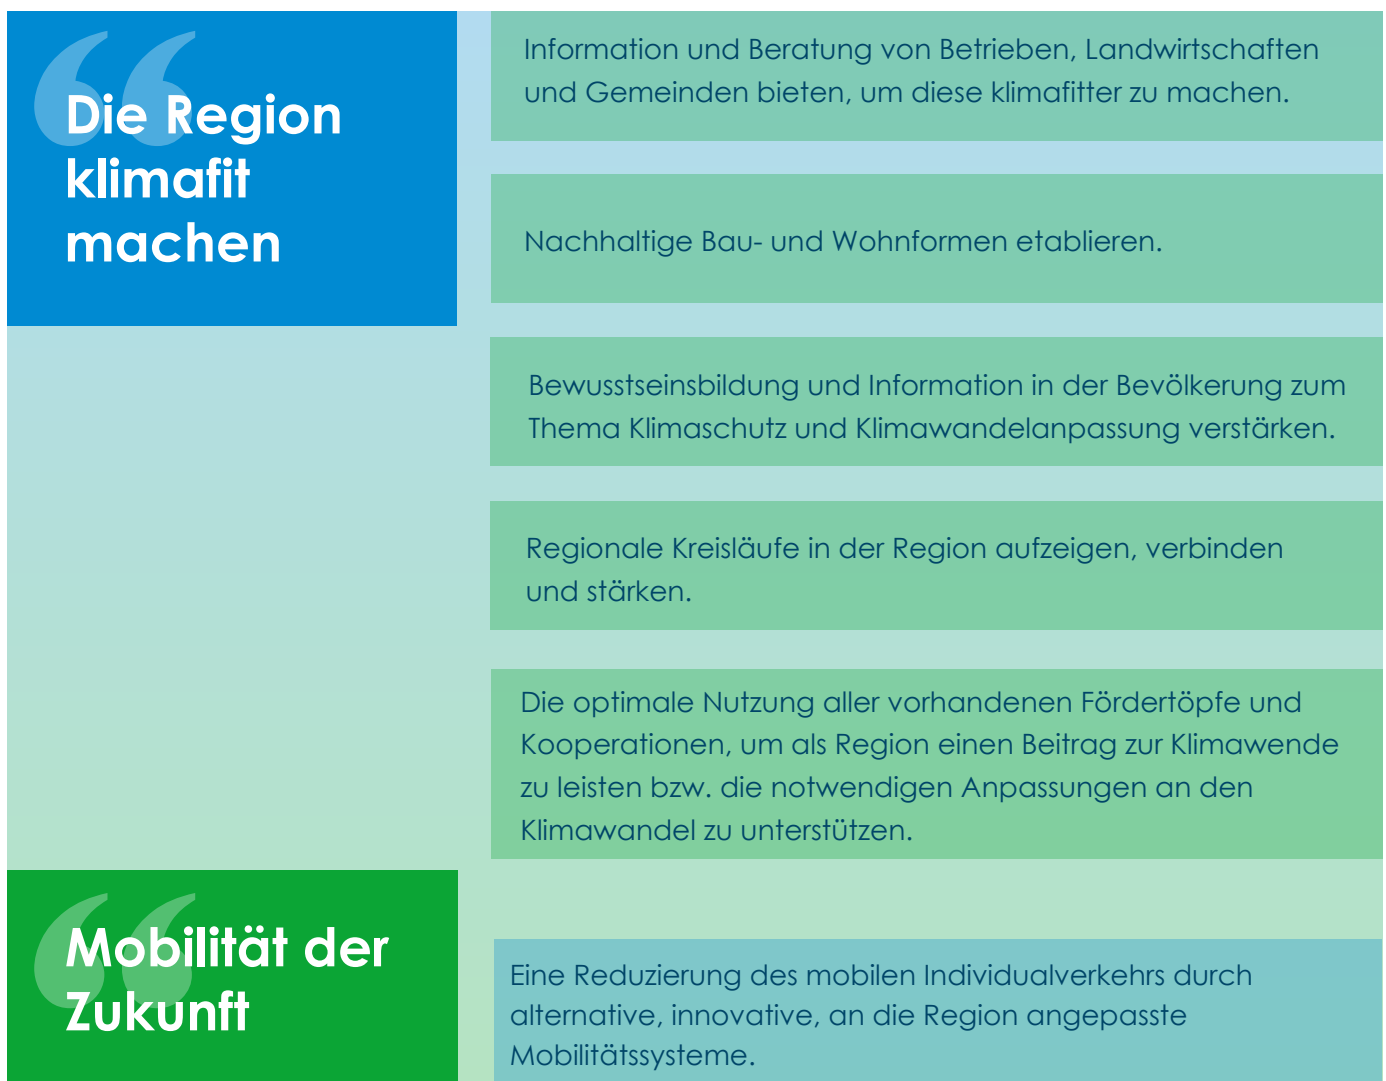 Die Region
klimafit
machen
Information und Beratung von Betrieben, Landwirtschaften
und Gemeinden bieten, um diese klimafitter zu machen.
Nachhaltige Bau- und Wohnformen etablieren.
Bewusstseinsbildung und Information in der Bevölkerung zum
Thema Klimaschutz und Klimawandelanpassung verstärken.
Regionale Kreisläufe in der Region aufzeigen, verbinden
und stärken.
Die optimale Nutzung aller vorhandenen Fördertöpfe und
Kooperationen, um als Region einen Beitrag zur Klimawende
zu leisten bzw. die notwendigen Anpassungen an den
Klimawandel zu unterstützen.
Mobilität der
Zukunft
Eine Reduzierung des mobilen Individualverkehrs durch
alternative, innovative, an die Region angepasste
Mobilitätssysteme.